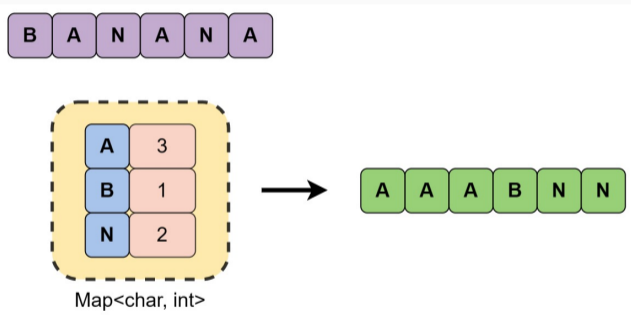 B A N A N A
A 3
B 1
N 2
A A A B N N
Map<char, int>